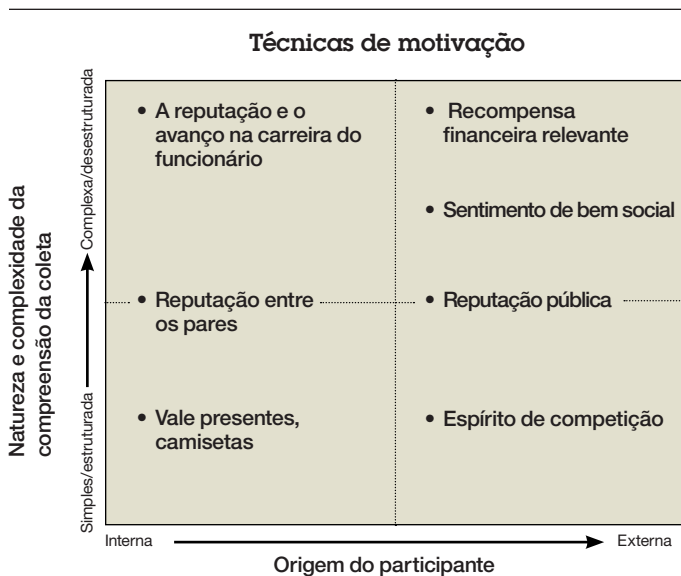 Técnicas de motivação
Natureza e complexidade da
compreensão da coleta
Complexa/desestruturada
Simples/estruturada
• A reputação e o
avanço na carreira do
funcionário
• Recompensa
financeira relevante
• Sentimento de bem social
• Reputação entre
os pares
• Reputação pública
• Vale presentes,
camisetas
• Espírito de competição
Interna
Externa
Origem do participante